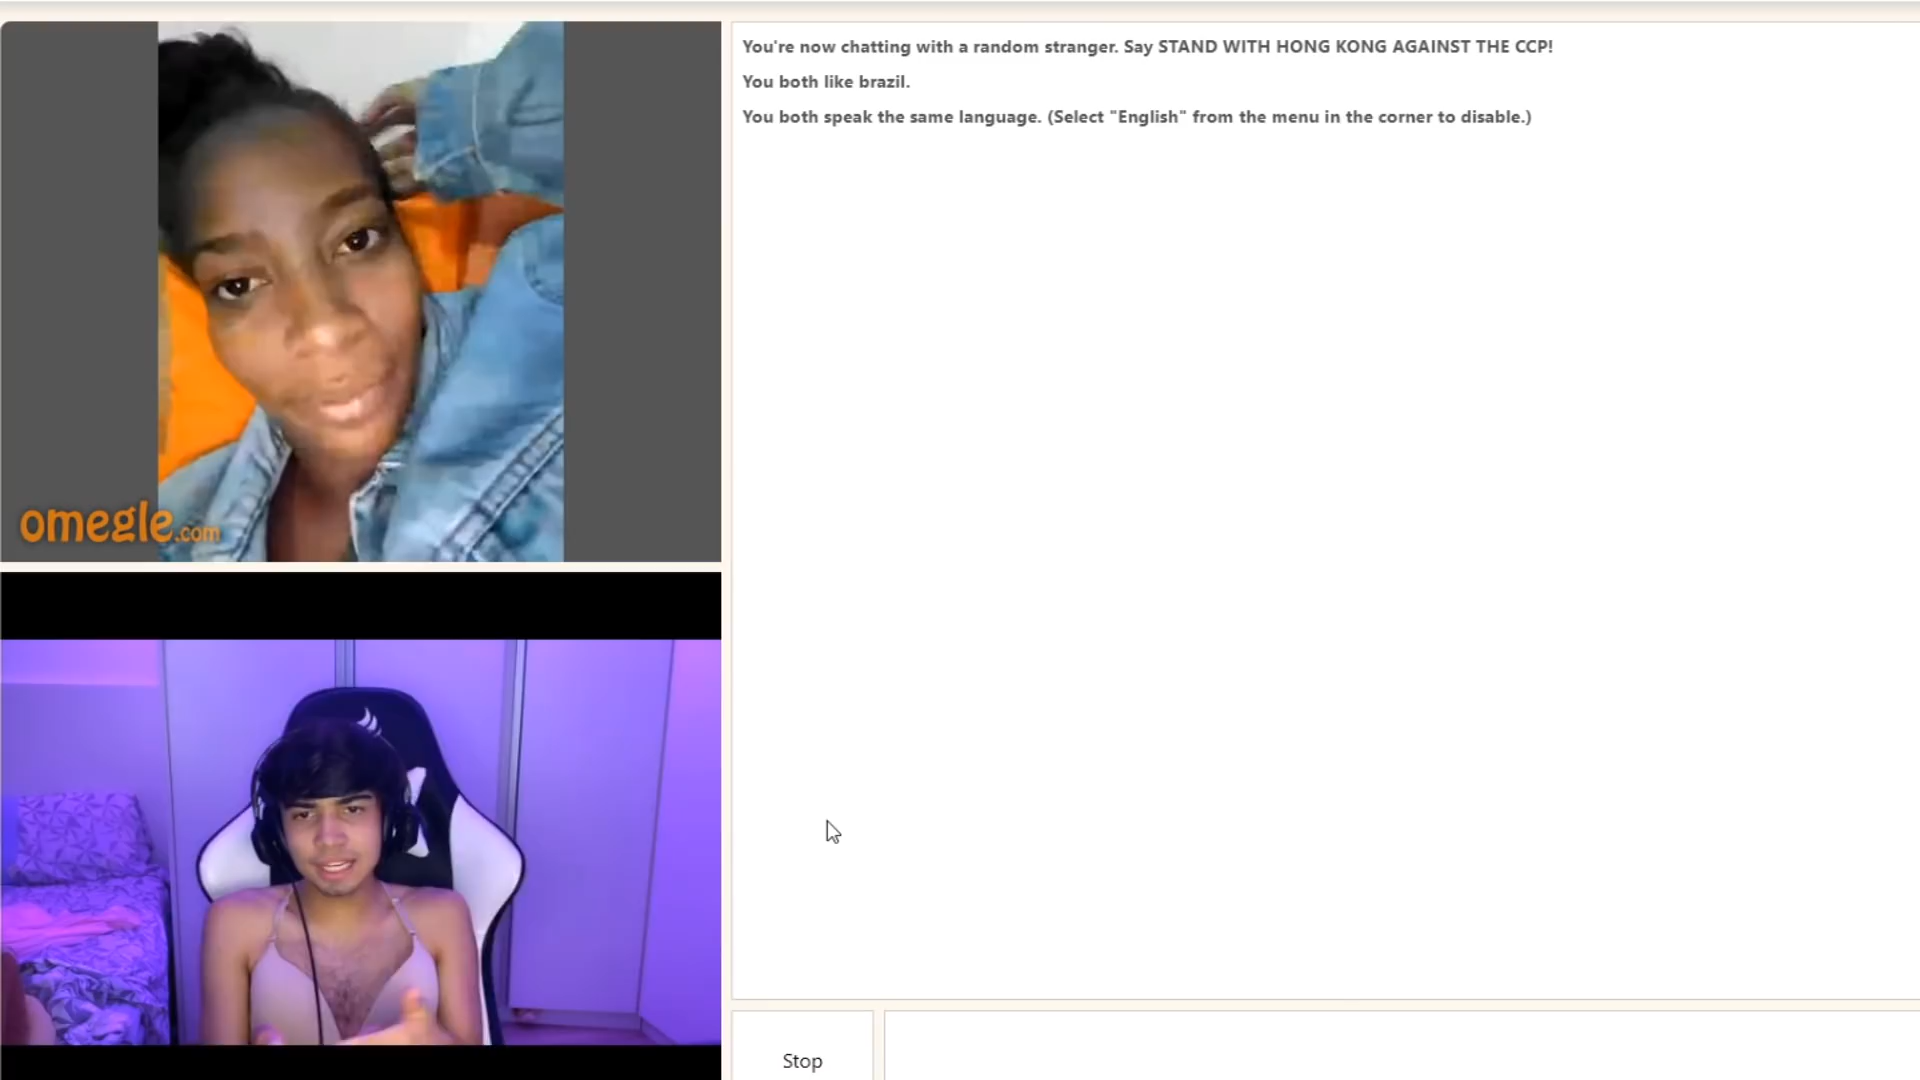 You're now chatting with a random stranger. Say STAND WITH HONG KONG AGAINST THE CCP!
You both like brazil.
You both speak the same language. (Select "English" from the menu in the corner to disable.)
omegle.com
Stop